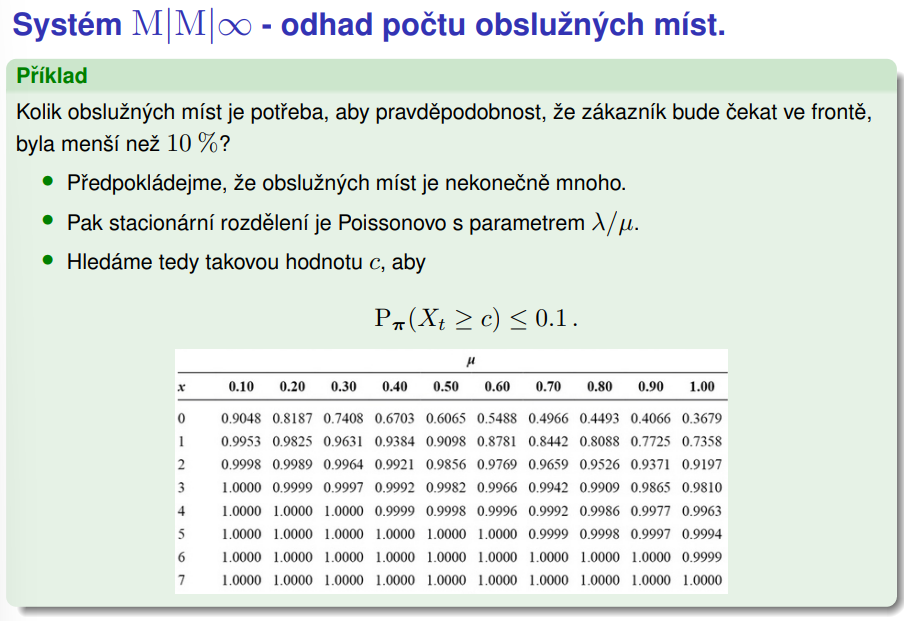 Systém M|M|∞ - odhad počtu obslužných míst.
Příklad
Kolik obslužných míst je potřeba, aby pravděpodobnost, že zákazník bude čekat ve frontě,
byla menší než 10 %?
• Předpokládejme, že obslužných míst je nekonečně mnoho.
• Pak stacionární rozdělení je Poissonovo s parametrem λ/μ.
• Hledáme tedy takovou hodnotu c, aby
P_π(X_t ≥ c) ≤ 0.1 .
μ
x 0.10 0.20 0.30 0.40 0.50 0.60 0.70 0.80 0.90 1.00
0 0.9048 0.8187 0.7408 0.6703 0.6065 0.5488 0.4966 0.4493 0.4066 0.3679
1 0.9953 0.9825 0.9631 0.9384 0.9098 0.8781 0.8442 0.8088 0.7725 0.7358
2 0.9998 0.9989 0.9964 0.9921 0.9856 0.9769 0.9659 0.9526 0.9371 0.9197
3 1.0000 0.9999 0.9997 0.9992 0.9982 0.9966 0.9942 0.9909 0.9865 0.9810
4 1.0000 1.0000 1.0000 0.9999 0.9998 0.9996 0.9992 0.9986 0.9977 0.9963
5 1.0000 1.0000 1.0000 1.0000 1.0000 1.0000 0.9999 0.9998 0.9997 0.9994
6 1.0000 1.0000 1.0000 1.0000 1.0000 1.0000 1.0000 1.0000 1.0000 0.9999
7 1.0000 1.0000 1.0000 1.0000 1.0000 1.0000 1.0000 1.0000 1.0000 1.0000